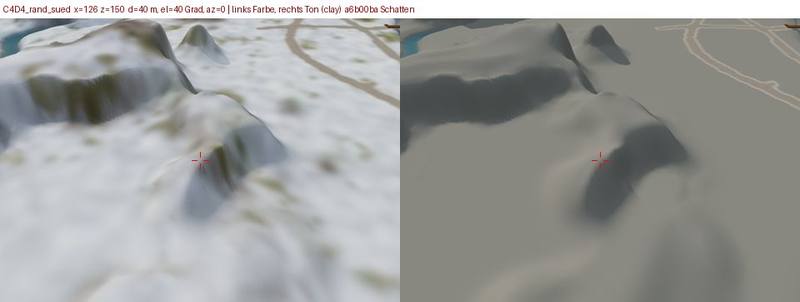 C4D4_rand_sued x=126 z=150 d=40 m, el=40 Grad, az=0 | links Farbe, rechts Ton (clay) a6b00ba Schatten